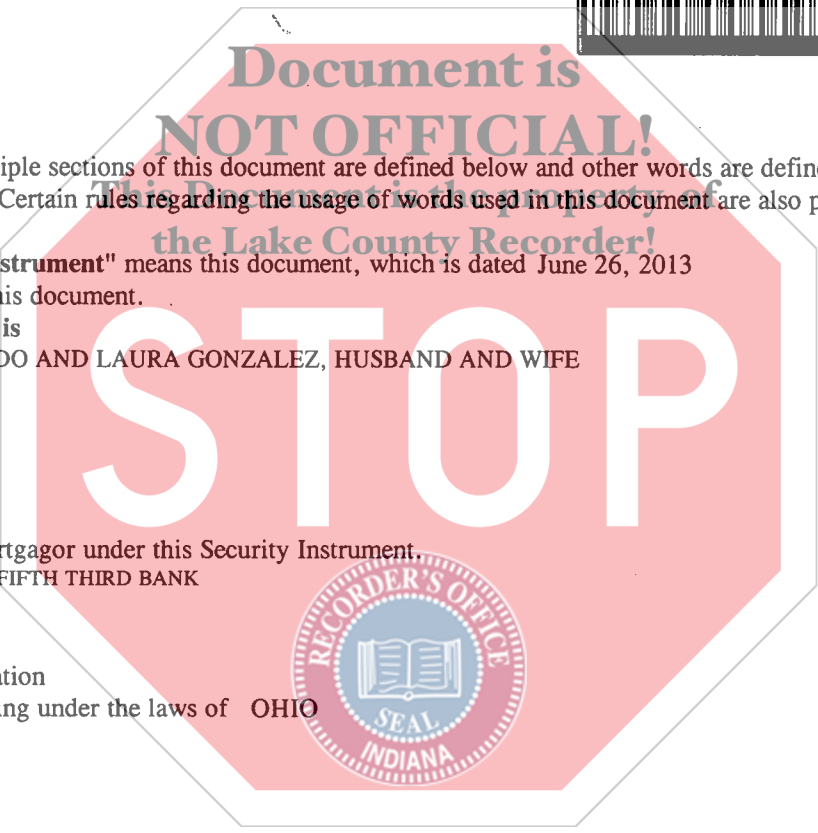 Document is
NOT OFFICIAL!
iple sections of this document are defined below and other words are define
This Document is the property of
Certain rules regarding the usage of words used in this document are also p
the Lake County Recorder!
strument" means this document, which is dated June 26, 2013
his document.
is
DO AND LAURA GONZALEZ, HUSBAND AND WIFE
STOP
rtgagor under this Security Instrument.
FIFTH THIRD BANK
RECORDER'S OFFICE
ation
ing under the laws of OHIO
SEAL
INDIANA